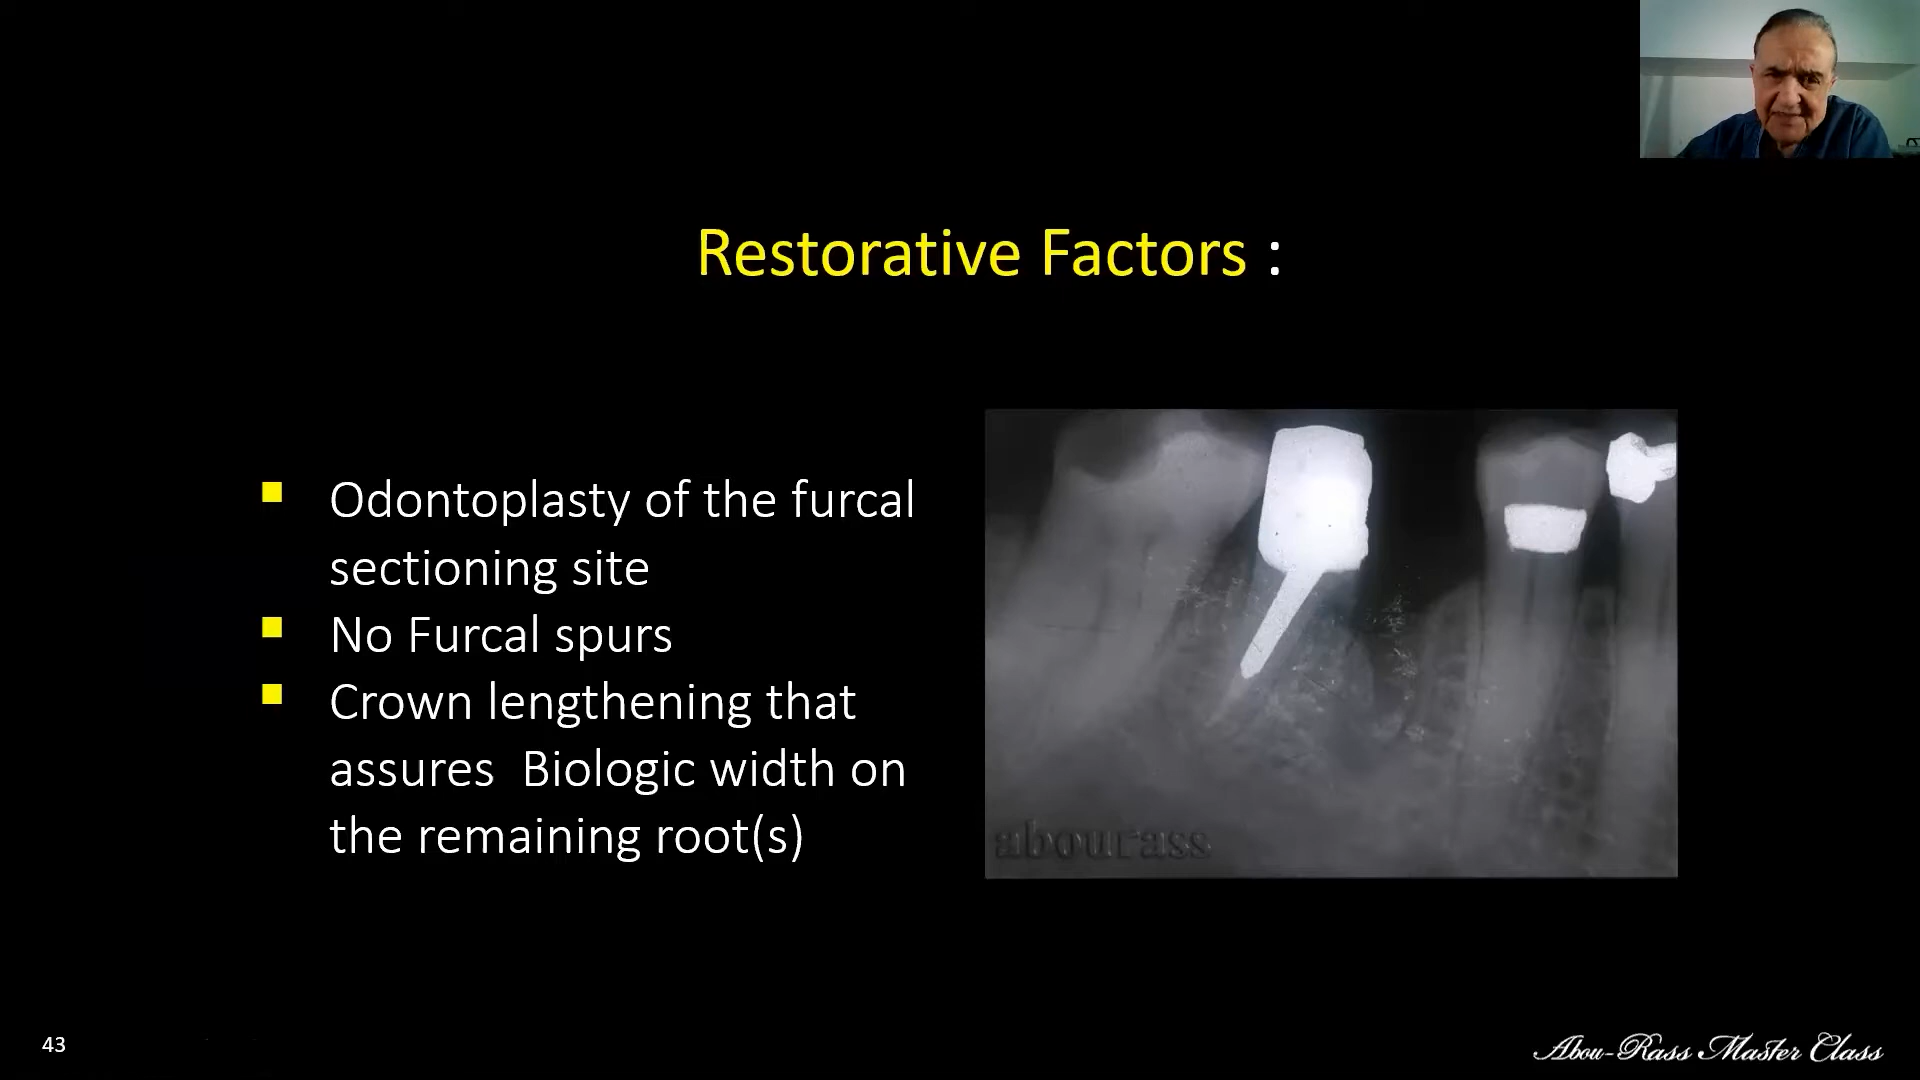 Restorative Factors :
▪ Odontoplasty of the furcal
sectioning site
▪ No Furcal spurs
▪ Crown lengthening that
assures Biologic width on
the remaining root(s)
abourass
43
Abou-Rass Master Class